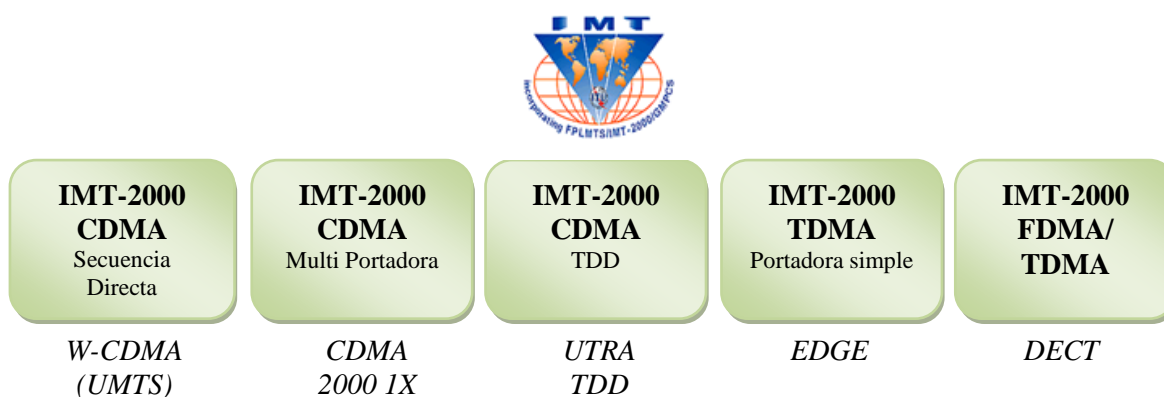 IMT
incorporating FPLMTS/IMT-2000/GMPCS
IMT-2000
CDMA
Secuencia
Directa
IMT-2000
CDMA
Multi Portadora
IMT-2000
CDMA
TDD
IMT-2000
TDMA
Portadora simple
IMT-2000
FDMA/
TDMA
W-CDMA
(UMTS)
CDMA
2000 1X
UTRA
TDD
EDGE
DECT